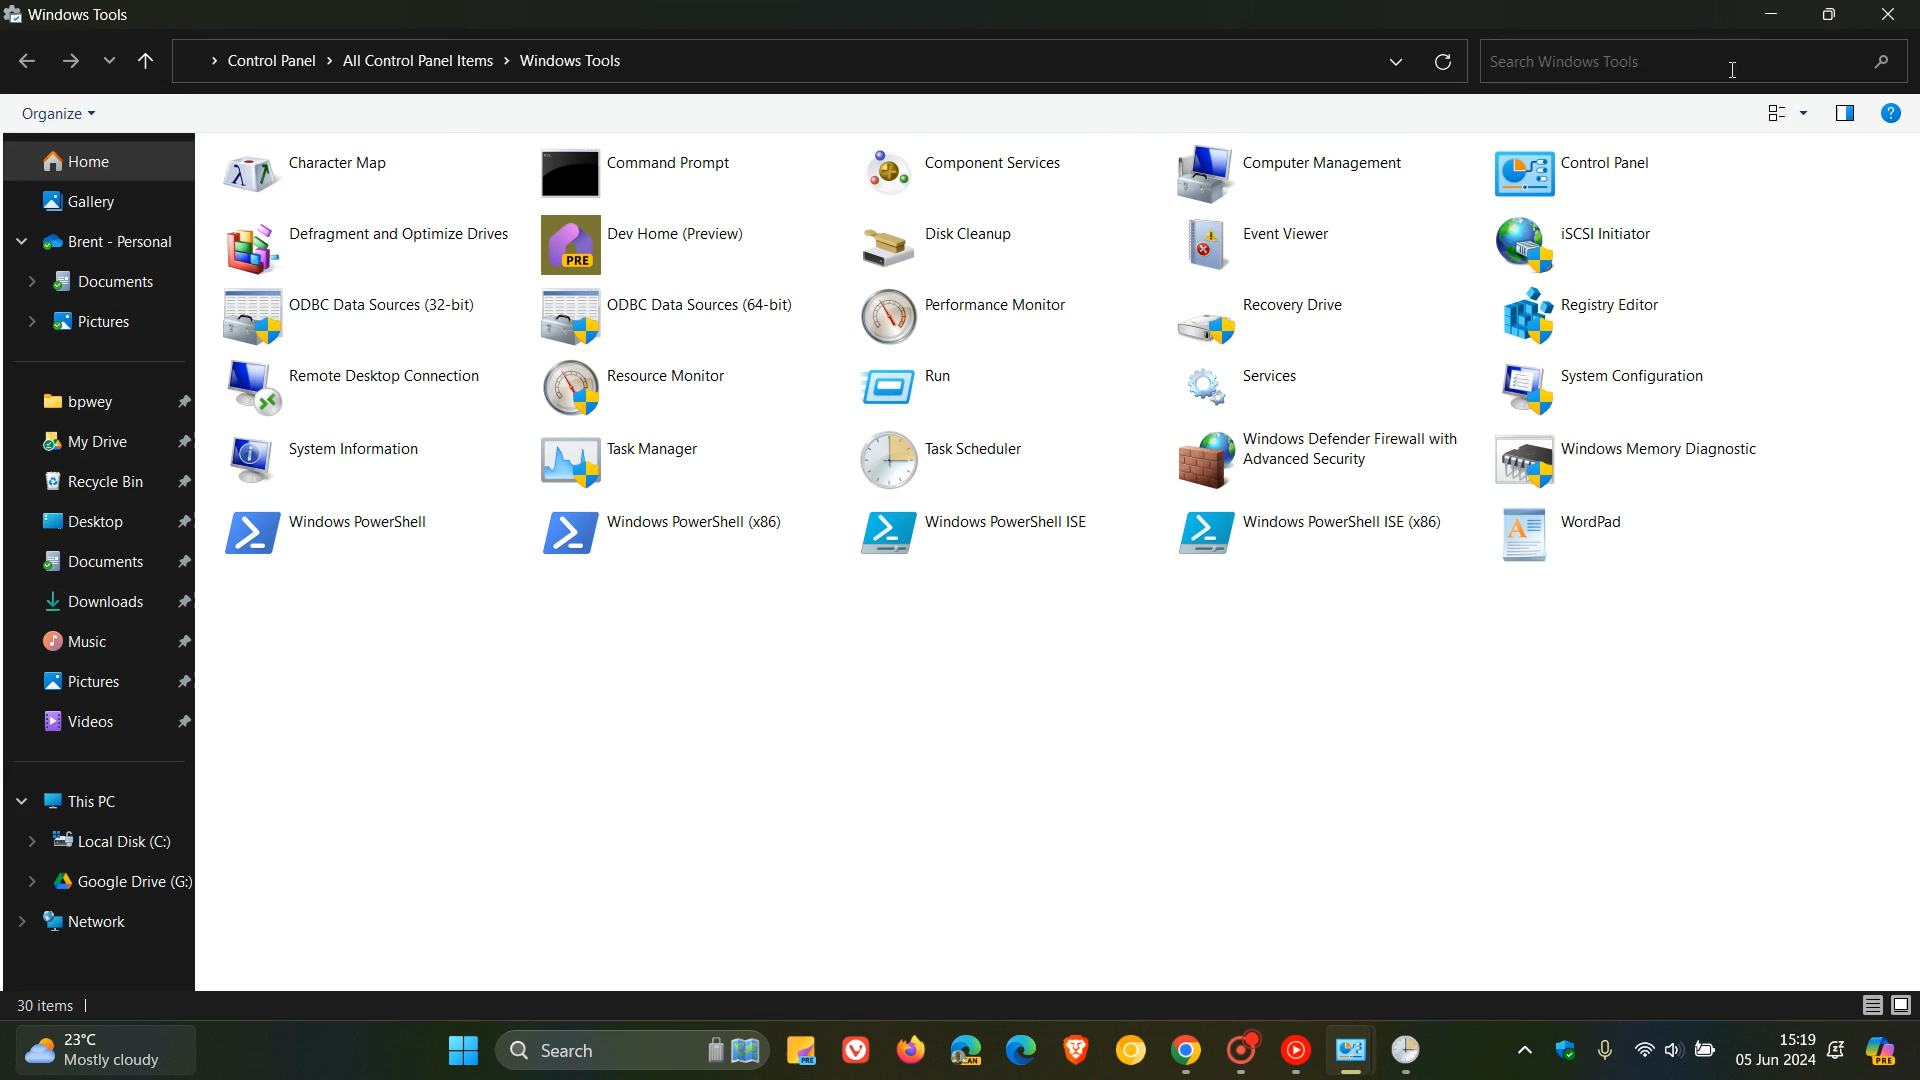 Windows Tools
Control Panel > All Control Panel Items > Windows Tools
Search Windows Tools
Organize
Home
Gallery
Brent - Personal
Documents
Pictures
bpwey
My Drive
Recycle Bin
Desktop
Documents
Downloads
Music
Pictures
Videos
This PC
Local Disk (C:)
Google Drive (G:)
Network
Character Map
Command Prompt
Component Services
Computer Management
Control Panel
Defragment and Optimize Drives
Dev Home (Preview)
PRE
Disk Cleanup
Event Viewer
iSCSI Initiator
ODBC Data Sources (32-bit)
ODBC Data Sources (64-bit)
Performance Monitor
Recovery Drive
Registry Editor
Remote Desktop Connection
Resource Monitor
Run
Services
System Configuration
System Information
Task Manager
Task Scheduler
Windows Defender Firewall with
Advanced Security
Windows Memory Diagnostic
Windows PowerShell
Windows PowerShell (x86)
Windows PowerShell ISE
Windows PowerShell ISE (x86)
WordPad
30 items
23°C
Mostly cloudy
Search
PRE
CAN
15:19
05 Jun 2024
PRE